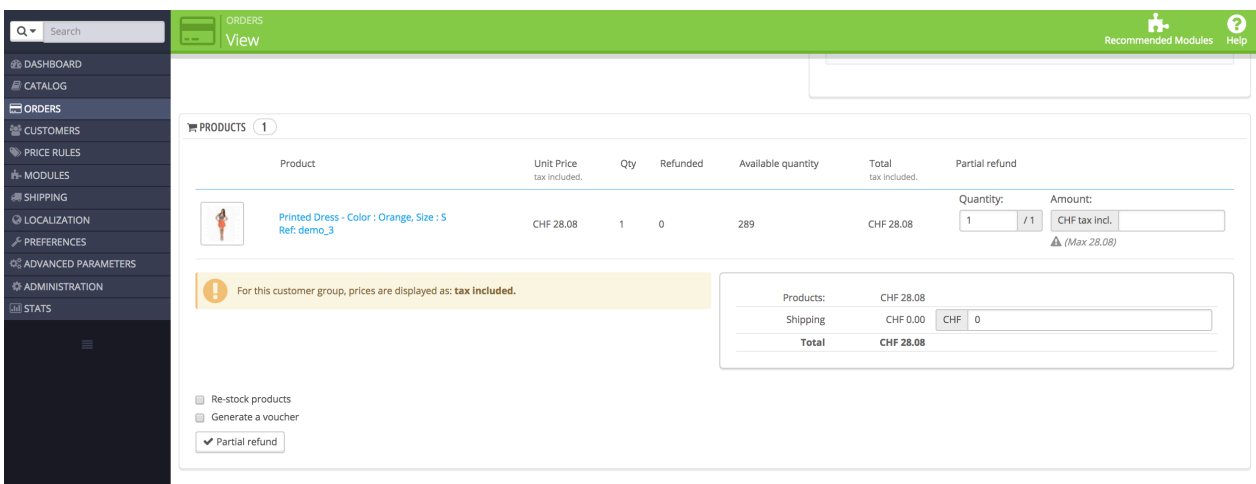 Search
ORDERS
View
Recommended Modules
Help
DASHBOARD
CATALOG
ORDERS
CUSTOMERS
PRICE RULES
MODULES
SHIPPING
LOCALIZATION
PREFERENCES
ADVANCED PARAMETERS
ADMINISTRATION
STATS
PRODUCTS 1
Product Unit Price Qty Refunded Available quantity Total Partial refund
tax included. tax included.
Quantity: Amount:
Printed Dress - Color : Orange, Size : S
Ref: demo_3
CHF 28.08 1 0 289 CHF 28.08 1 / 1 CHF tax incl.
(Max 28.08)
For this customer group, prices are displayed as: tax included.
Products: CHF 28.08
Shipping CHF 0.00 CHF 0
Total CHF 28.08
Re-stock products
Generate a voucher
Partial refund